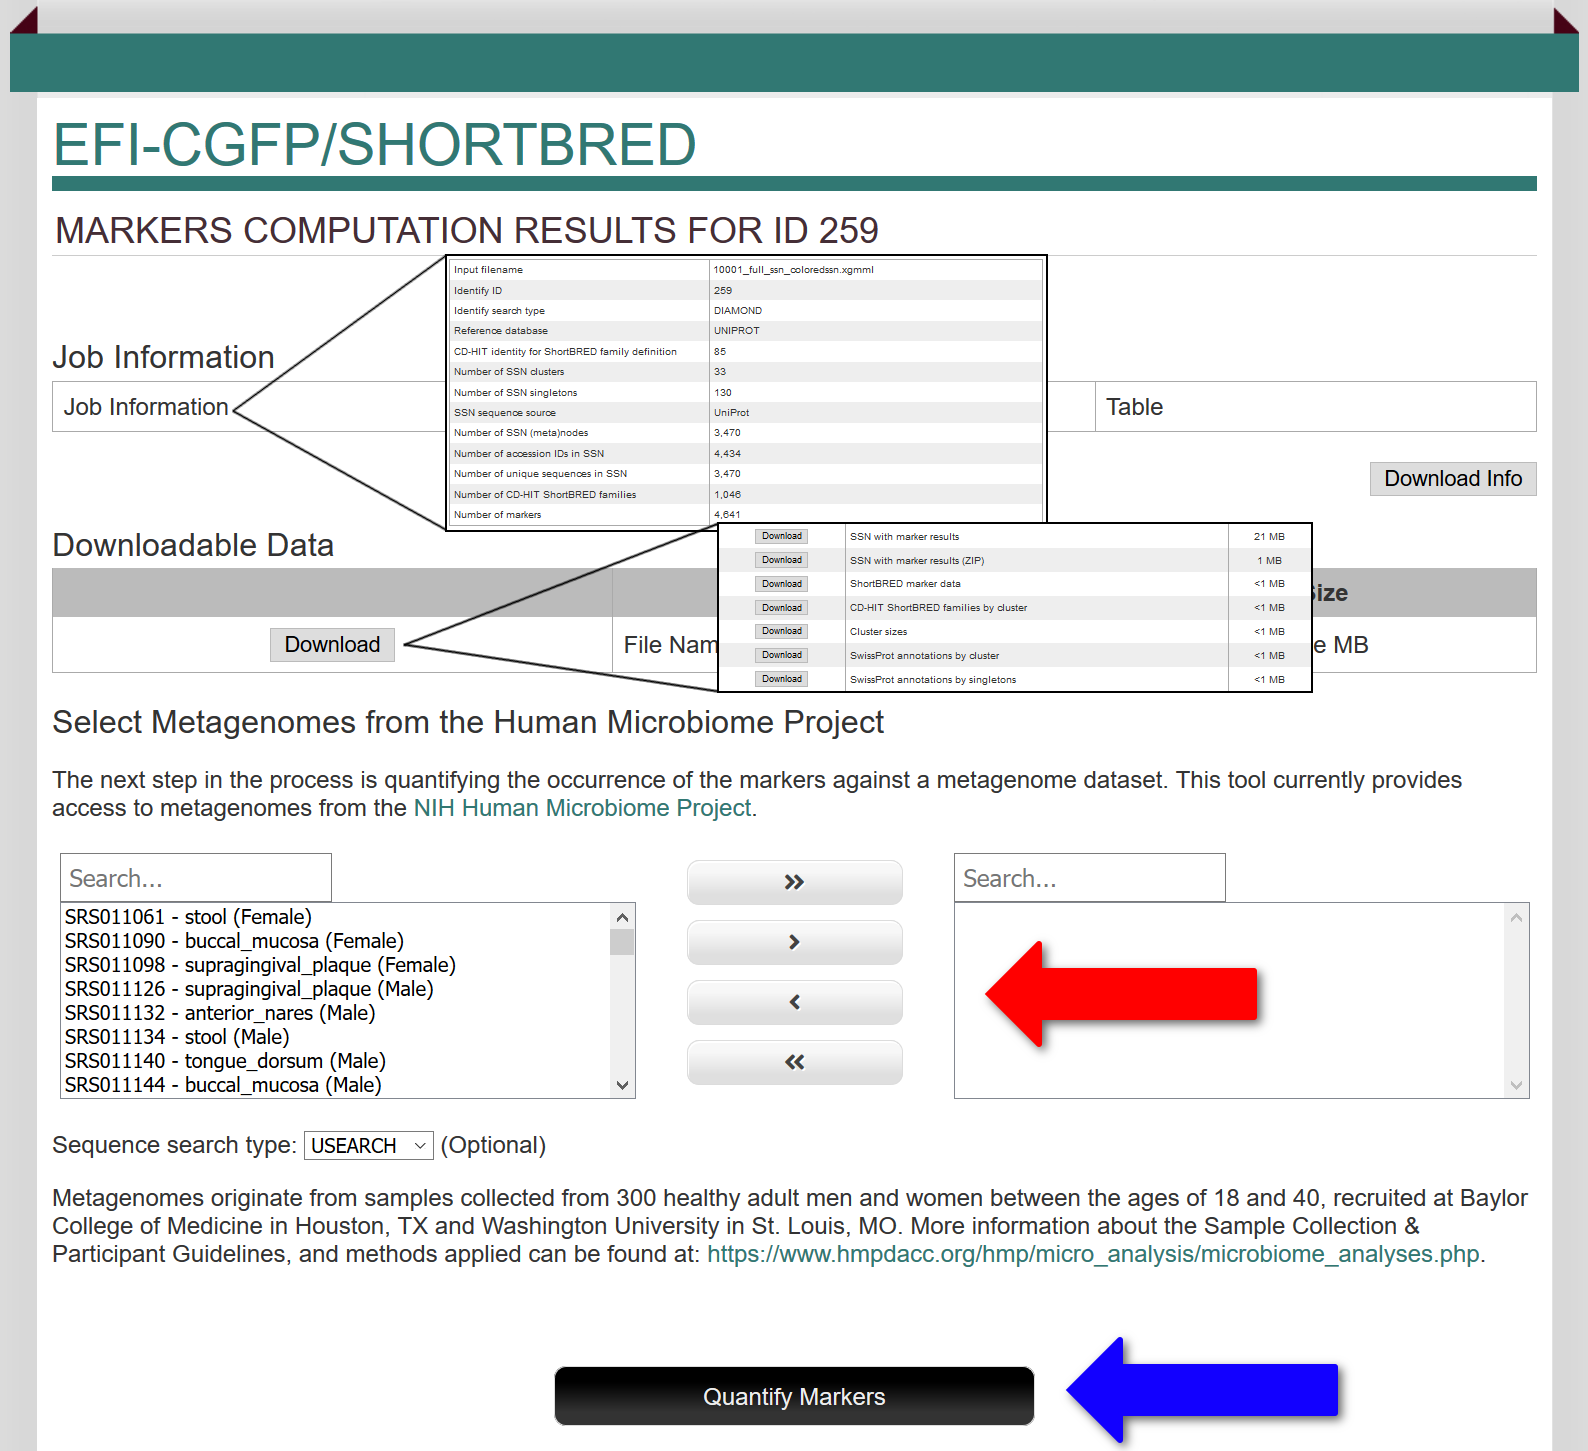 EFI-CGFP/SHORTBRED
MARKERS COMPUTATION RESULTS FOR ID 259
Input filename 10001_full_ssn_coloredssn.xgmml
Identify ID 259
Identify search type DIAMOND
Reference database UNIPROT
CD-HIT identity for ShortBRED family definition 85
Number of SSN clusters 33
Number of SSN singletons 130
SSN sequence source UniProt
Number of SSN (meta)nodes 3,470
Number of accession IDs in SSN 4,434
Number of unique sequences in SSN 3,470
Number of CD-HIT ShortBRED families 1,046
Number of markers 4,641
Job Information
Job Information Table
Download Info
Downloadable Data
Size
Download File Nam e MB
Download SSN with marker results 21 MB
Download SSN with marker results (ZIP) 1 MB
Download ShortBRED marker data <1 MB
Download CD-HIT ShortBRED families by cluster <1 MB
Download Cluster sizes <1 MB
Download SwissProt annotations by cluster <1 MB
Download SwissProt annotations by singletons <1 MB
Select Metagenomes from the Human Microbiome Project
The next step in the process is quantifying the occurrence of the markers against a metagenome dataset. This tool currently provides
access to metagenomes from the NIH Human Microbiome Project.
Search...
SRS011061 - stool (Female)
SRS011090 - buccal_mucosa (Female)
SRS011098 - supragingival_plaque (Female)
SRS011126 - supragingival_plaque (Male)
SRS011132 - anterior_nares (Male)
SRS011134 - stool (Male)
SRS011140 - tongue_dorsum (Male)
SRS011144 - buccal_mucosa (Male)
»
›
‹
«
Search...
Sequence search type: USEARCH (Optional)
Metagenomes originate from samples collected from 300 healthy adult men and women between the ages of 18 and 40, recruited at Baylor
College of Medicine in Houston, TX and Washington University in St. Louis, MO. More information about the Sample Collection &
Participant Guidelines, and methods applied can be found at: https://www.hmpdacc.org/hmp/micro_analysis/microbiome_analyses.php.
Quantify Markers